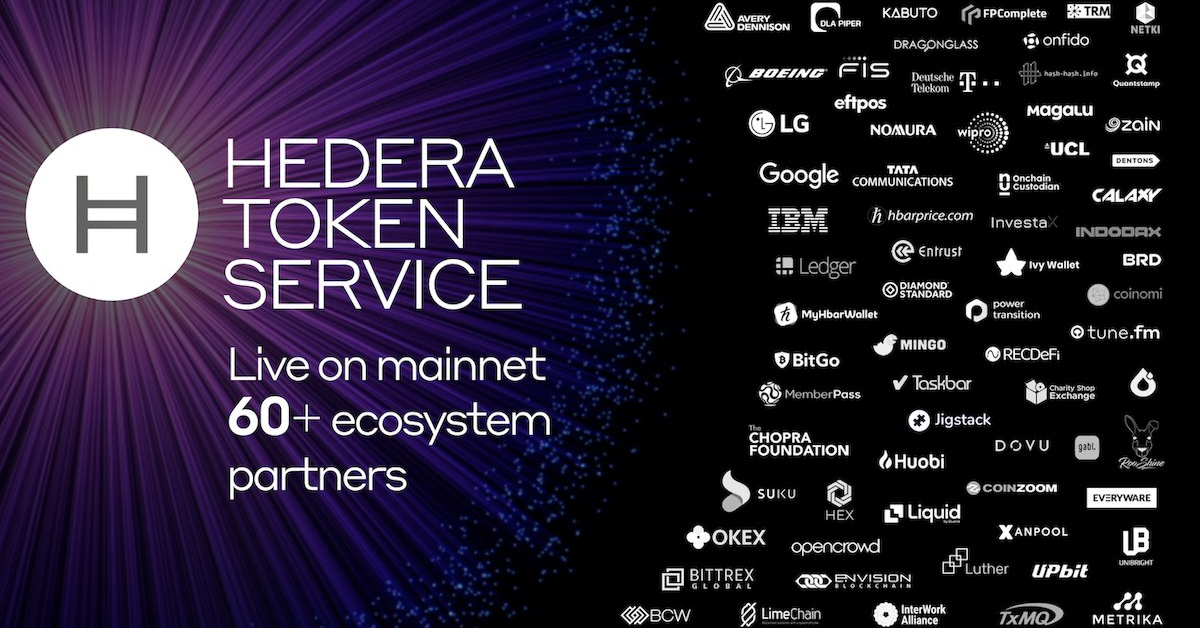 HEDERA
TOKEN
SERVICE
Live on mainnet
60+ ecosystem
partners
AVERY
DENNISON
DLA PIPER
KABUTO
FPComplete
TRM
NETKI
DRAGONGLASS
onfido
BOEING
FIS
Deutsche
Telekom
T
hash-hash.info
Quantstamp
eftpos
LG
NOMURA
wipro
Magalu
zain
UCL
DENTONS
Google
TATA
COMMUNICATIONS
Onchain
Custodian
CALAXY
IBM
hbarprice.com
InvestaX
INDODAX
Entrust
Ledger
Ivy Wallet
BRD
DIAMOND
STANDARD
coinomi
MyHbarWallet
power
transition
tune.fm
MINGO
RECDeFi
BitGo
MemberPass
Taskbar
Charity Shop
Exchange
Jigstack
The
CHOPRA
FOUNDATION
DOVU
gabl.
RooShine
Huobi
SUKU
HEX
COINZOOM
EVERYWARE
Liquid
by Quoine
OKEX
XANPOOL
opencrowd
UNIBRIGHT
Luther
UPbit
BITTREX
GLOBAL
ENVISION
BLOCKCHAIN
BCW
LimeChain
InterWork
Alliance
TxMQ
METRIKA